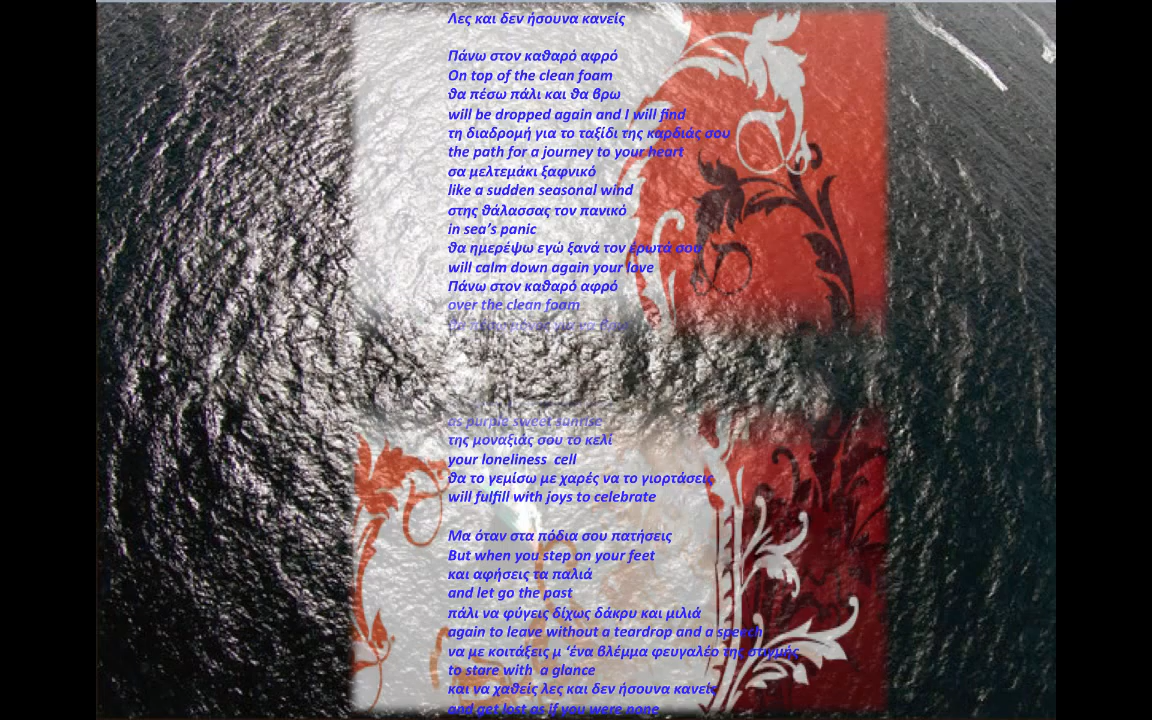 Λες και δεν ήσουνα κανείς
Πάνω στον καθαρό αφρό
On top of the clean foam
θα πέσω πάλι και θα βρω
will be dropped again and I will find
τη διαδρομή για το ταξίδι της καρδιάς σου
the path for a journey to your heart
σα μελτεμάκι ξαφνικό
like a sudden seasonal wind
στης θάλασσας τον πανικό
in sea's panic
θα ημερέψω εγώ ξανά τον έρωτά σου
will calm down again your love
Πάνω στον καθαρό αφρό
over the clean foam
as purple sweet sunrise
της μοναξιάς σου το κελί
your loneliness  cell
θα το γεμίσω με χαρές να το γιορτάσεις
will fulfill with joys to celebrate
Μα όταν στα πόδια σου πατήσεις
But when you step on your feet
και αφήσεις τα παλιά
and let go the past
πάλι να φύγεις δίχως δάκρυ και μιλιά
again to leave without a teardrop and a speech
να με κοιτάξεις μ ‘ένα βλέμμα φευγαλέο της στιγμής
to stare with  a glance
και να χαθείς λες και δεν ήσουνα κανείς
and get lost as if you were none